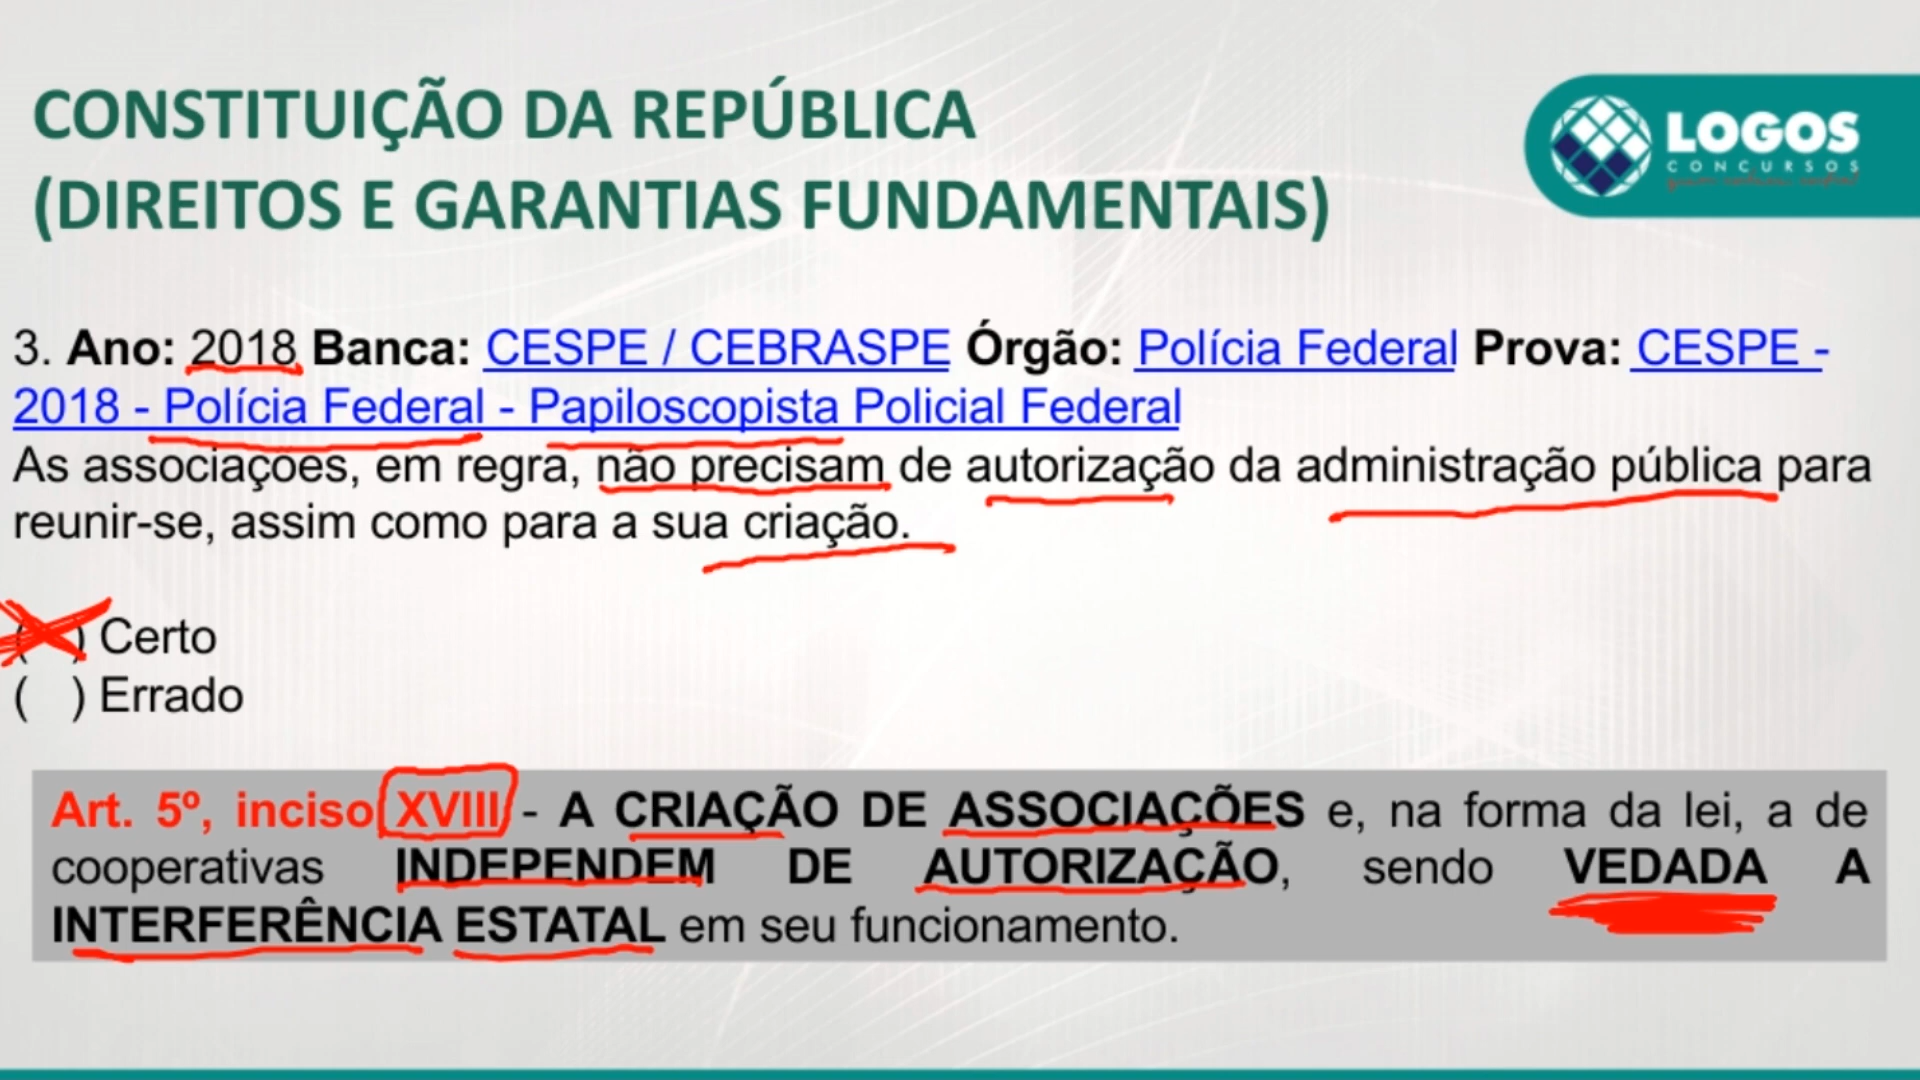 CONSTITUIÇÃO DA REPÚBLICA
(DIREITOS E GARANTIAS FUNDAMENTAIS)
LOGOS
CONCURSOS
3. Ano: 2018 Banca: CESPE / CEBRASPE Órgão: Polícia Federal Prova: CESPE -
2018 - Polícia Federal - Papiloscopista Policial Federal
As associações, em regra, não precisam de autorização da administração pública para
reunir-se, assim como para a sua criação.
( ) Certo
( ) Errado
Art. 5º, inciso XVIII - A CRIAÇÃO DE ASSOCIAÇÕES e, na forma da lei, a de
cooperativas INDEPENDEM DE AUTORIZAÇÃO, sendo VEDADA A
INTERFERÊNCIA ESTATAL em seu funcionamento.